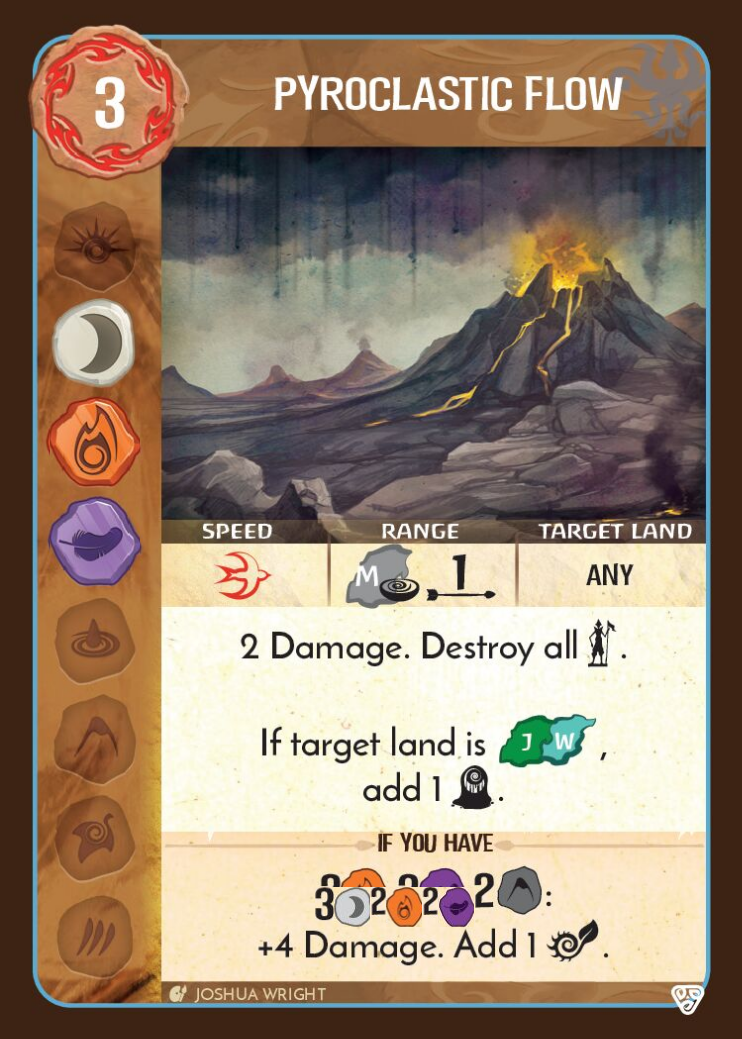 3
PYROCLASTIC FLOW
SPEED RANGE TARGET LAND
M 1 ANY
2 Damage. Destroy all .
If target land is J W ,
add 1 .
IF YOU HAVE
2
3 2 2 :
+4 Damage. Add 1 .
JOSHUA WRIGHT